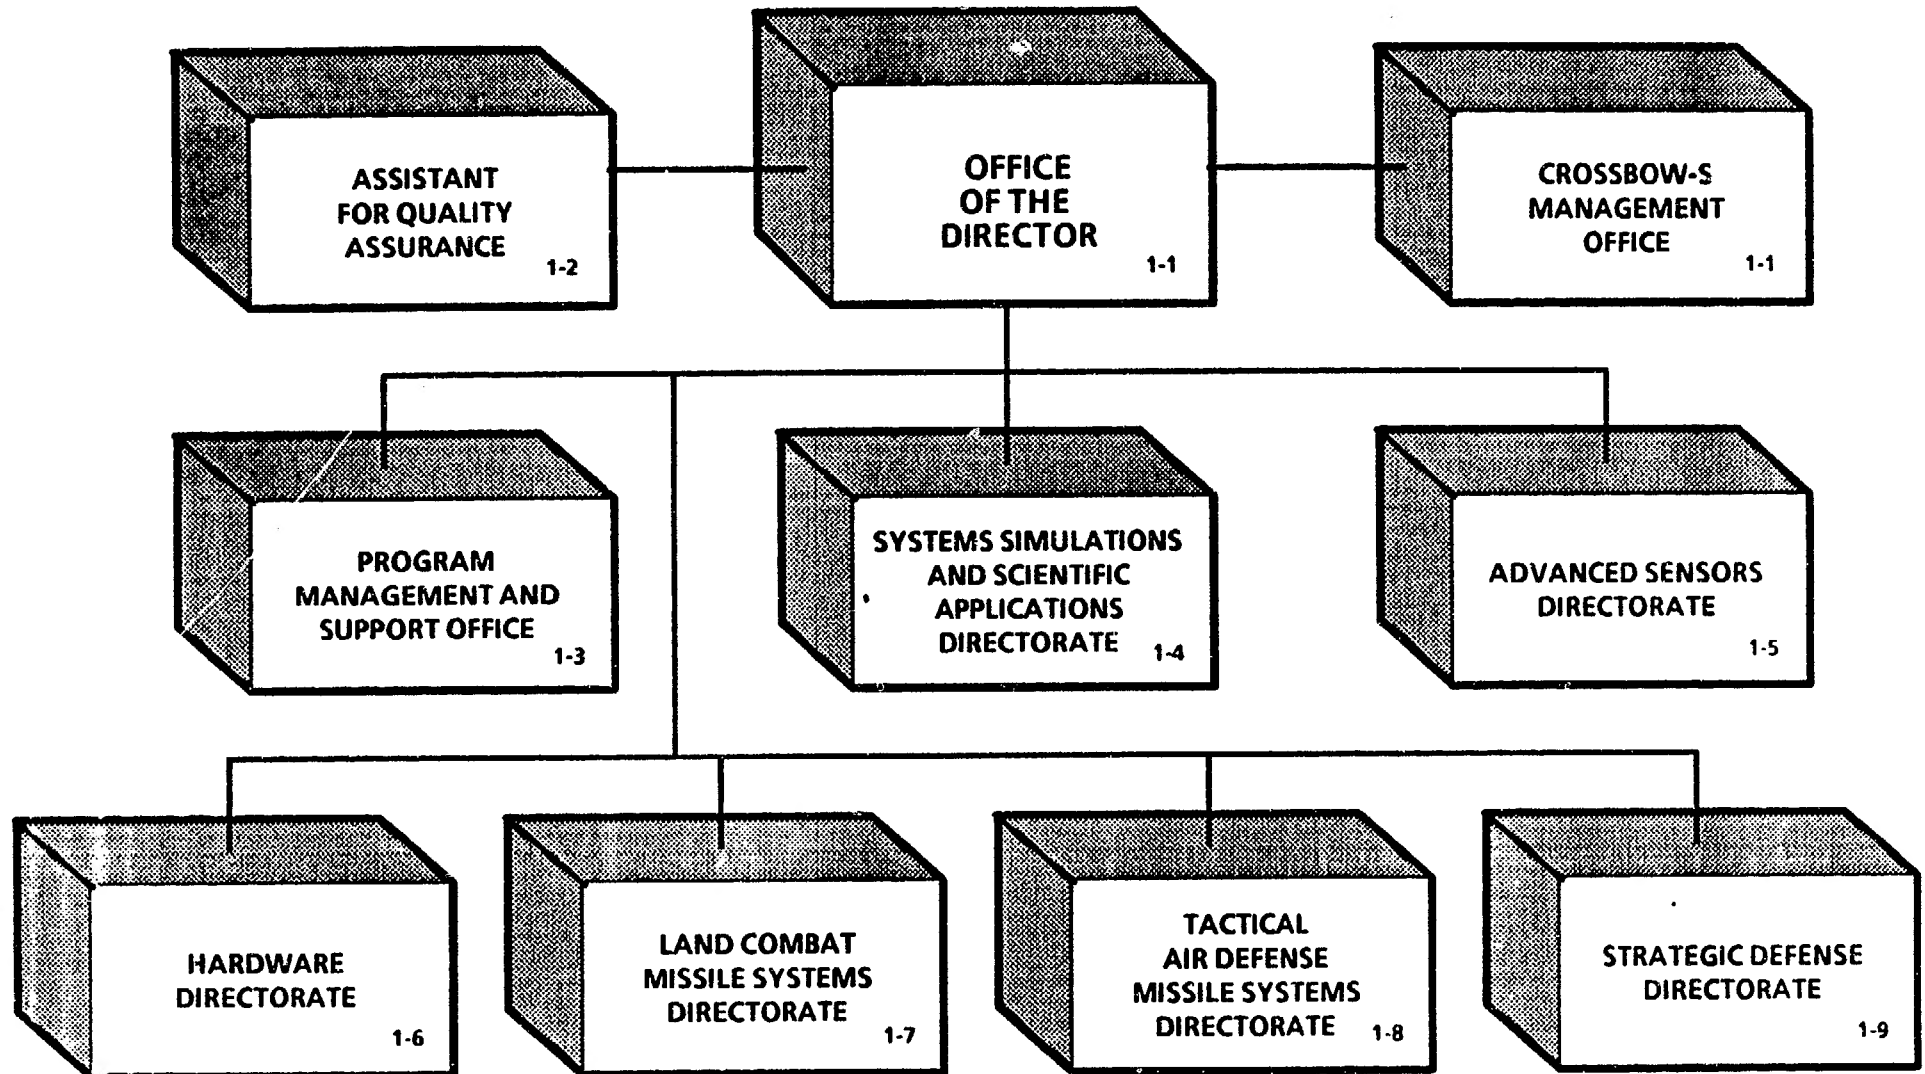 ASSISTANT
FOR QUALITY
ASSURANCE
1-2
OFFICE
OF THE
DIRECTOR
1-1
CROSSBOW-S
MANAGEMENT
OFFICE
1-1
PROGRAM
MANAGEMENT AND
SUPPORT OFFICE
1-3
SYSTEMS SIMULATIONS
AND SCIENTIFIC
APPLICATIONS
DIRECTORATE
1-4
ADVANCED SENSORS
DIRECTORATE
1-5
HARDWARE
DIRECTORATE
1-6
LAND COMBAT
MISSILE SYSTEMS
DIRECTORATE
1-7
TACTICAL
AIR DEFENSE
MISSILE SYSTEMS
DIRECTORATE
1-8
STRATEGIC DEFENSE
DIRECTORATE
1-9